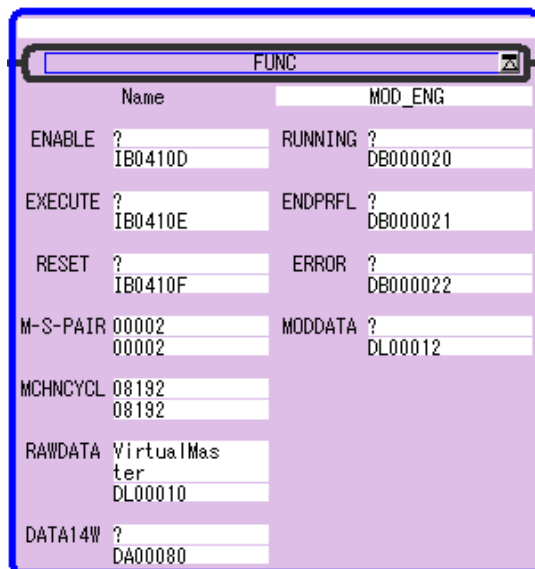 FUNC
Name MOD_ENG
ENABLE ? RUNNING ?
IB0410D DB000020
EXECUTE ? ENDPRFL ?
IB0410E DB000021
RESET ? ERROR ?
IB0410F DB000022
M-S-PAIR 00002 MODDATA ?
00002 DL00012
MCHNCYCL 08192
08192
RAWDATA VirtualMas
ter
DL00010
DATA14W ?
DA00080